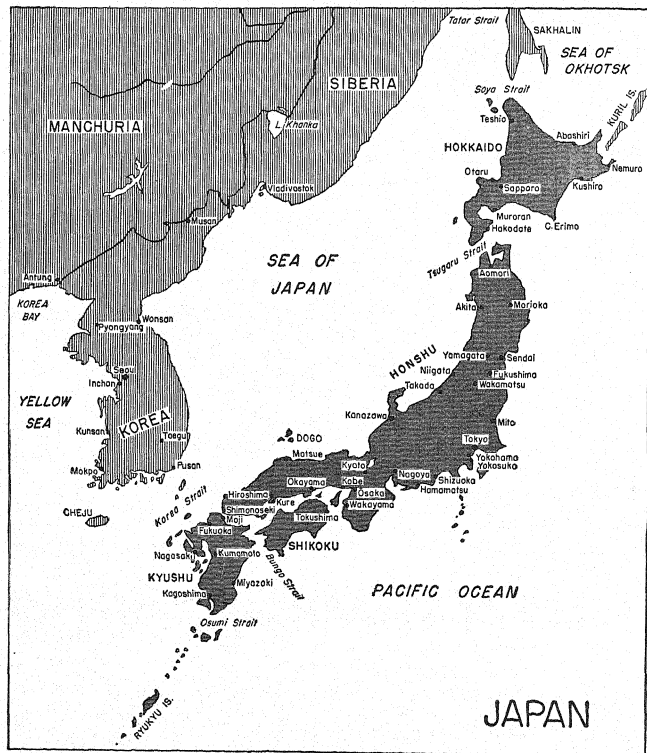 Tatar Strait
SAKHALIN
SEA OF
OKHOTSK
SIBERIA
Soya Strait
KURIL IS.
L. Khanka
MANCHURIA
Teshio
Abashiri
HOKKAIDO
Nemuro
Otaru
Sapporo
Kushiro
Vladivostok
Musan
Muroran
C. Erimo
Hakodate
Tsugaru Strait
SEA OF
JAPAN
Aomori
Antung
KOREA
BAY
Akita
Morioka
Wonsan
Pyongyang
HONSHU
Yamagata
Sendai
Niigata
Fukushima
Takada
Wakamatsu
Seou
Inchon
YELLOW
SEA
Kanazawa
KOREA
Mito
Kunsan
Taegu
DOGO
Tokyo
Matsue
Kyoto
Yokohama
Yokosuka
Mokpo
Pusan
Nagoya
Shizuoka
Hamamatsu
Okayama
Kobe
Osaka
Hiroshima
Kure
Wakayama
CHEJU
Korea Strait
Shimonoseki
Moji
Tokushima
Fukuoka
SHIKOKU
Nagasaki
Kumamoto
Bungo Strait
KYUSHU
Miyazaki
PACIFIC OCEAN
Kagoshima
Osumi Strait
RYUKYU IS.
JAPAN